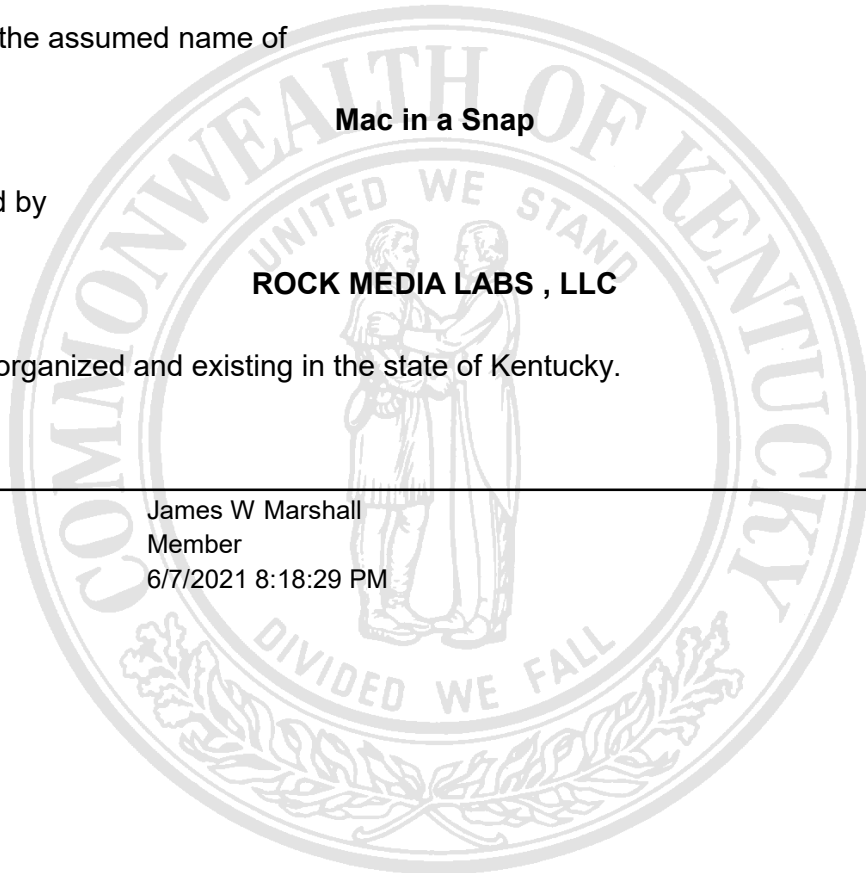 the assumed name of
Mac in a Snap
d by
ROCK MEDIA LABS , LLC
organized and existing in the state of Kentucky.
James W Marshall
Member
6/7/2021 8:18:29 PM
COMMONWEALTH OF KENTUCKY
UNITED WE STAND
DIVIDED WE FALL